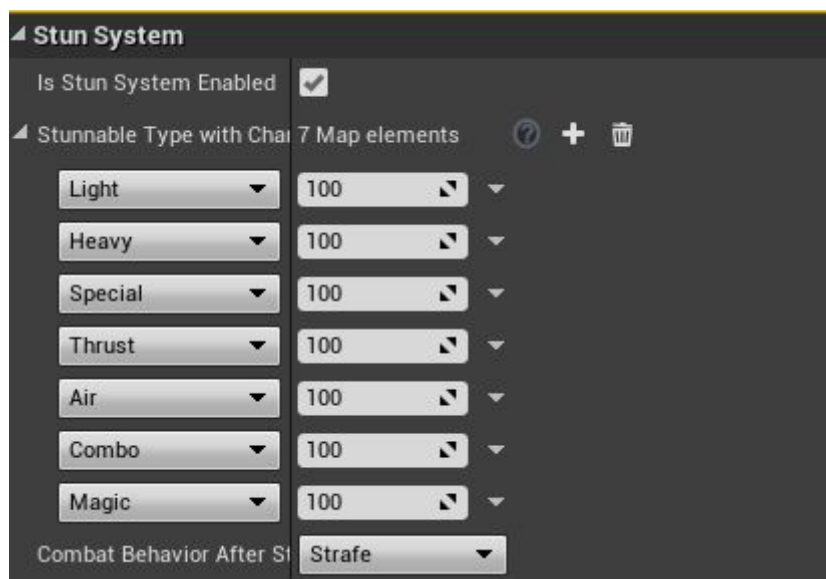 Stun System
Is Stun System Enabled
Stunnable Type with Cha 7 Map elements
Light 100
Heavy 100
Special 100
Thrust 100
Air 100
Combo 100
Magic 100
Combat Behavior After St Strafe